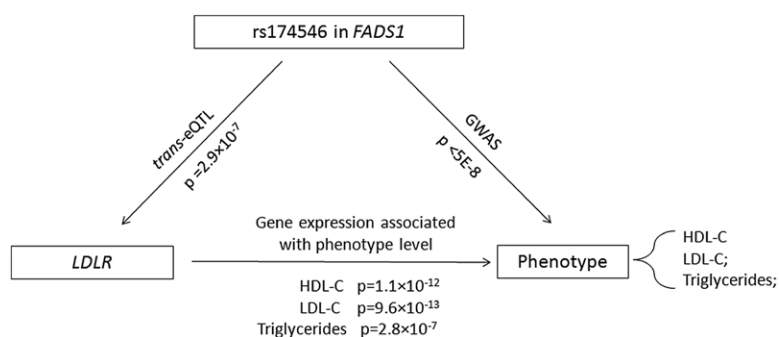 rs174546 in FADS1
trans-eQTL
p =2.9×10⁻⁷
GWAS
p <5E-8
Gene expression associated
with phenotype level
LDLR
Phenotype
HDL-C
LDL-C;
Triglycerides;
HDL-C p=1.1×10⁻¹²
LDL-C p=9.6×10⁻¹³
Triglycerides p=2.8×10⁻⁷